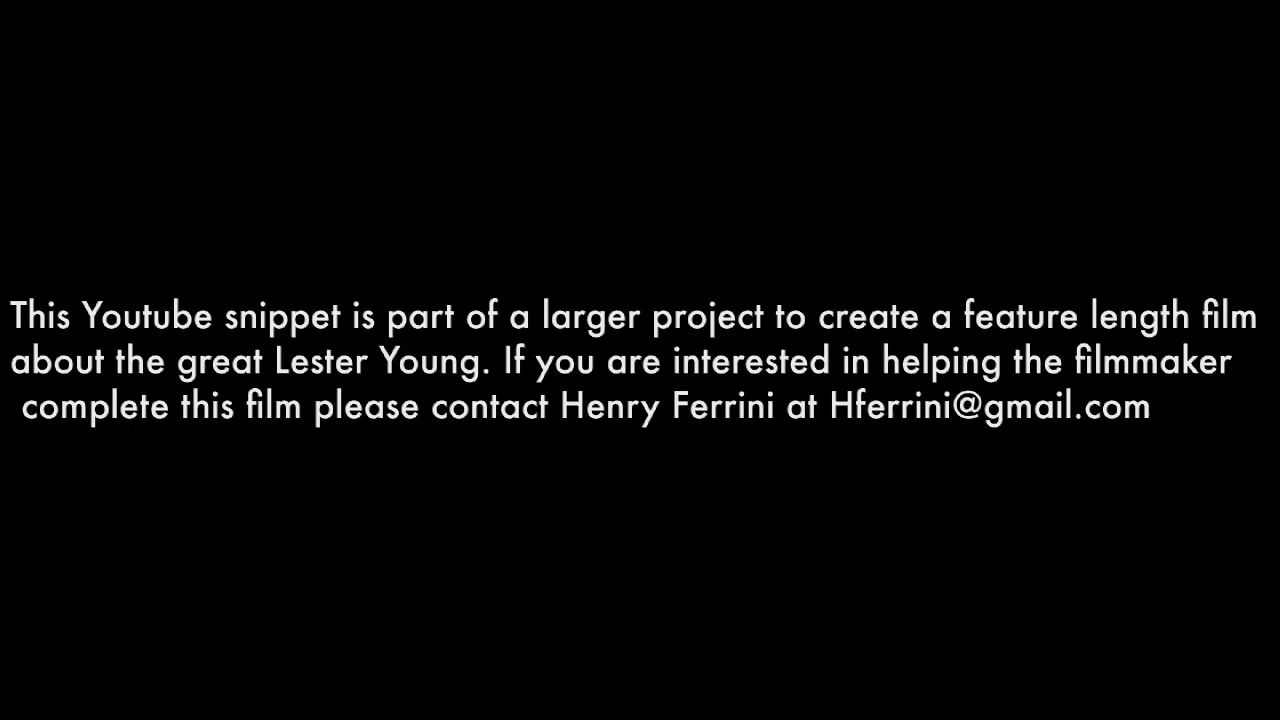 This Youtube snippet is part of a larger project to create a feature length film
about the great Lester Young. If you are interested in helping the filmmaker
complete this film please contact Henry Ferrini at Hferrini@gmail.com